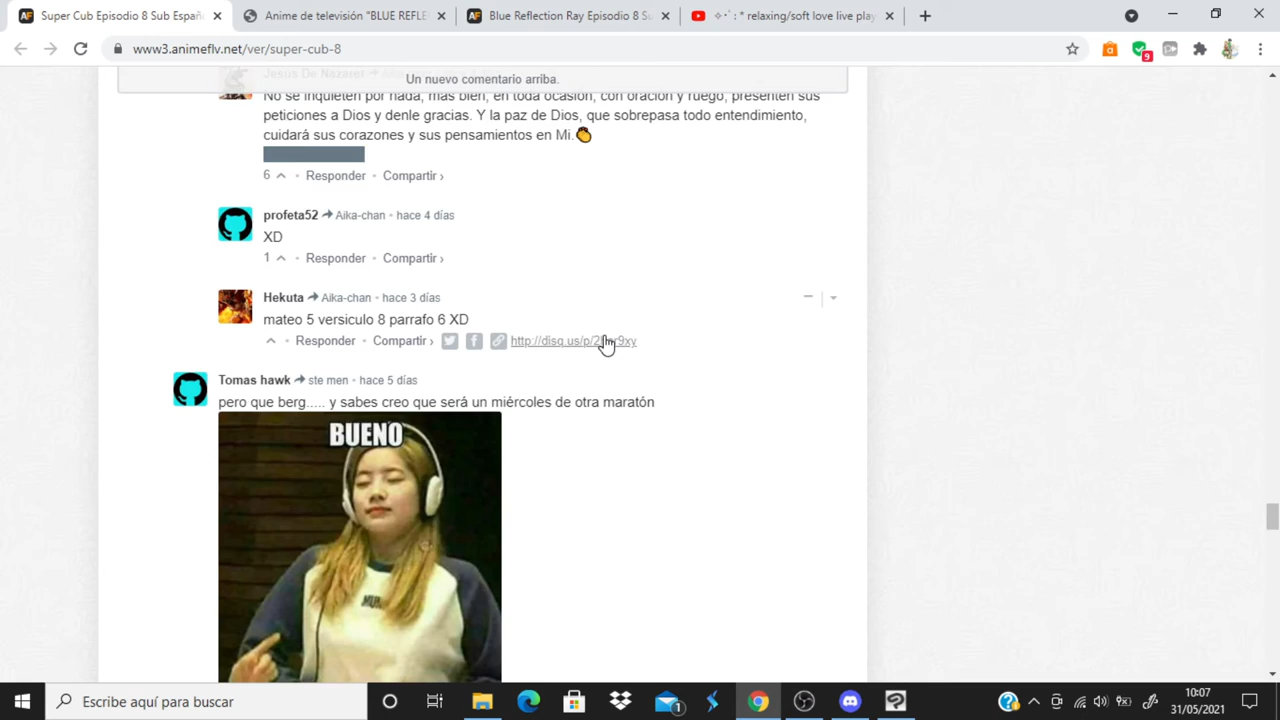 Super Cub Episodio 8 Sub Españo
Anime de televisión "BLUE REFLE
Blue Reflection Ray Episodio 8 Su
relaxing/soft love live play
www3.animeflv.net/ver/super-cub-8
9
Jesús De Nazaret
Un nuevo comentario arriba.
No se inquieten por nada, más bien, en toda ocasión, con oración y ruego, presenten sus
peticiones a Dios y denle gracias. Y la paz de Dios, que sobrepasa todo entendimiento,
cuidará sus corazones y sus pensamientos en Mi.
6 • Responder • Compartir ›
profeta52 Aika-chan • hace 4 días
XD
1 • Responder • Compartir ›
Hekuta Aika-chan • hace 3 días
mateo 5 versiculo 8 parrafo 6 XD
• Responder • Compartir ›
Tomas hawk ste men • hace 5 días
pero que berg..... y sabes creo que será un miércoles de otra maratón
BUENO
Escribe aquí para buscar
1
10:07
31/05/2021